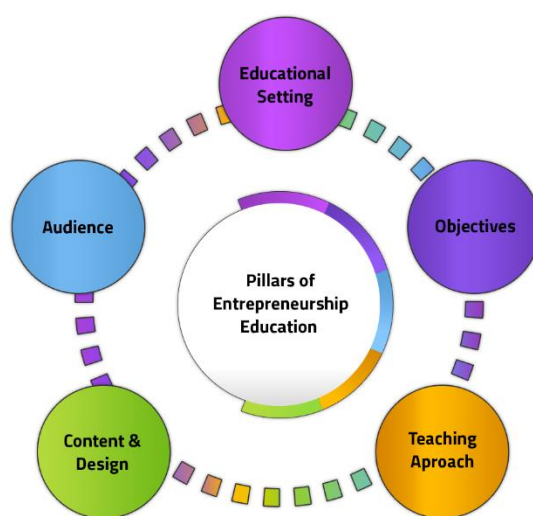 Educational
Setting
Audience
Objectives
Pillars of
Entrepreneurship
Education
Content &
Design
Teaching
Aproach